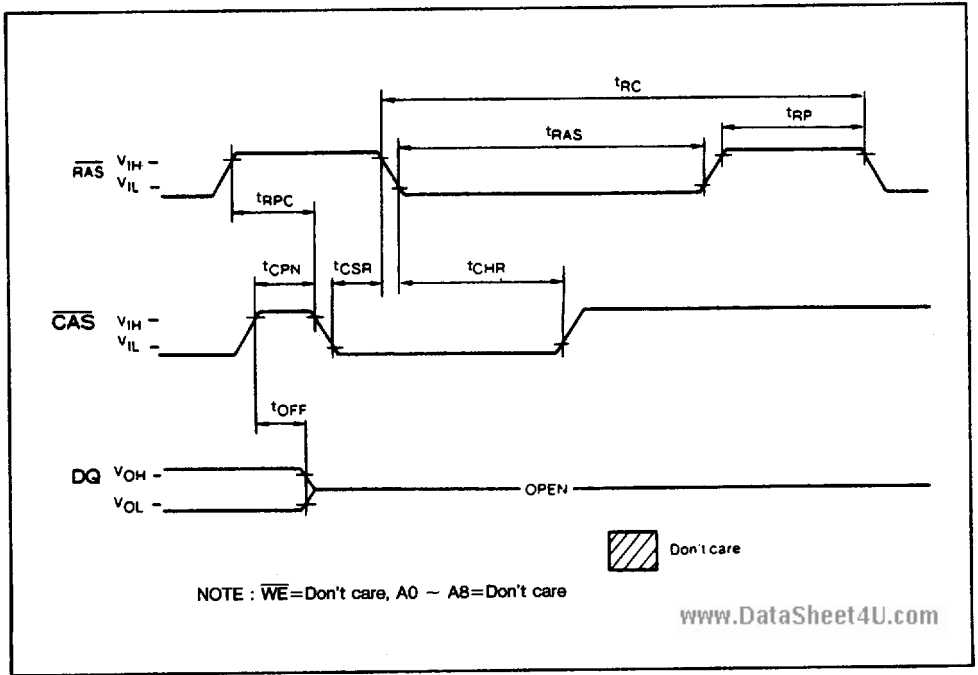 tRC
tRAS
tRP
RAS
VIH
VIL
tRPC
tCPN
tCSR
tCHR
CAS
VIH
VIL
tOFF
DQ
VOH
VOL
OPEN
Don't care
NOTE : WE=Don't care, A0 ~ A8=Don't care
www.DataSheet4U.com